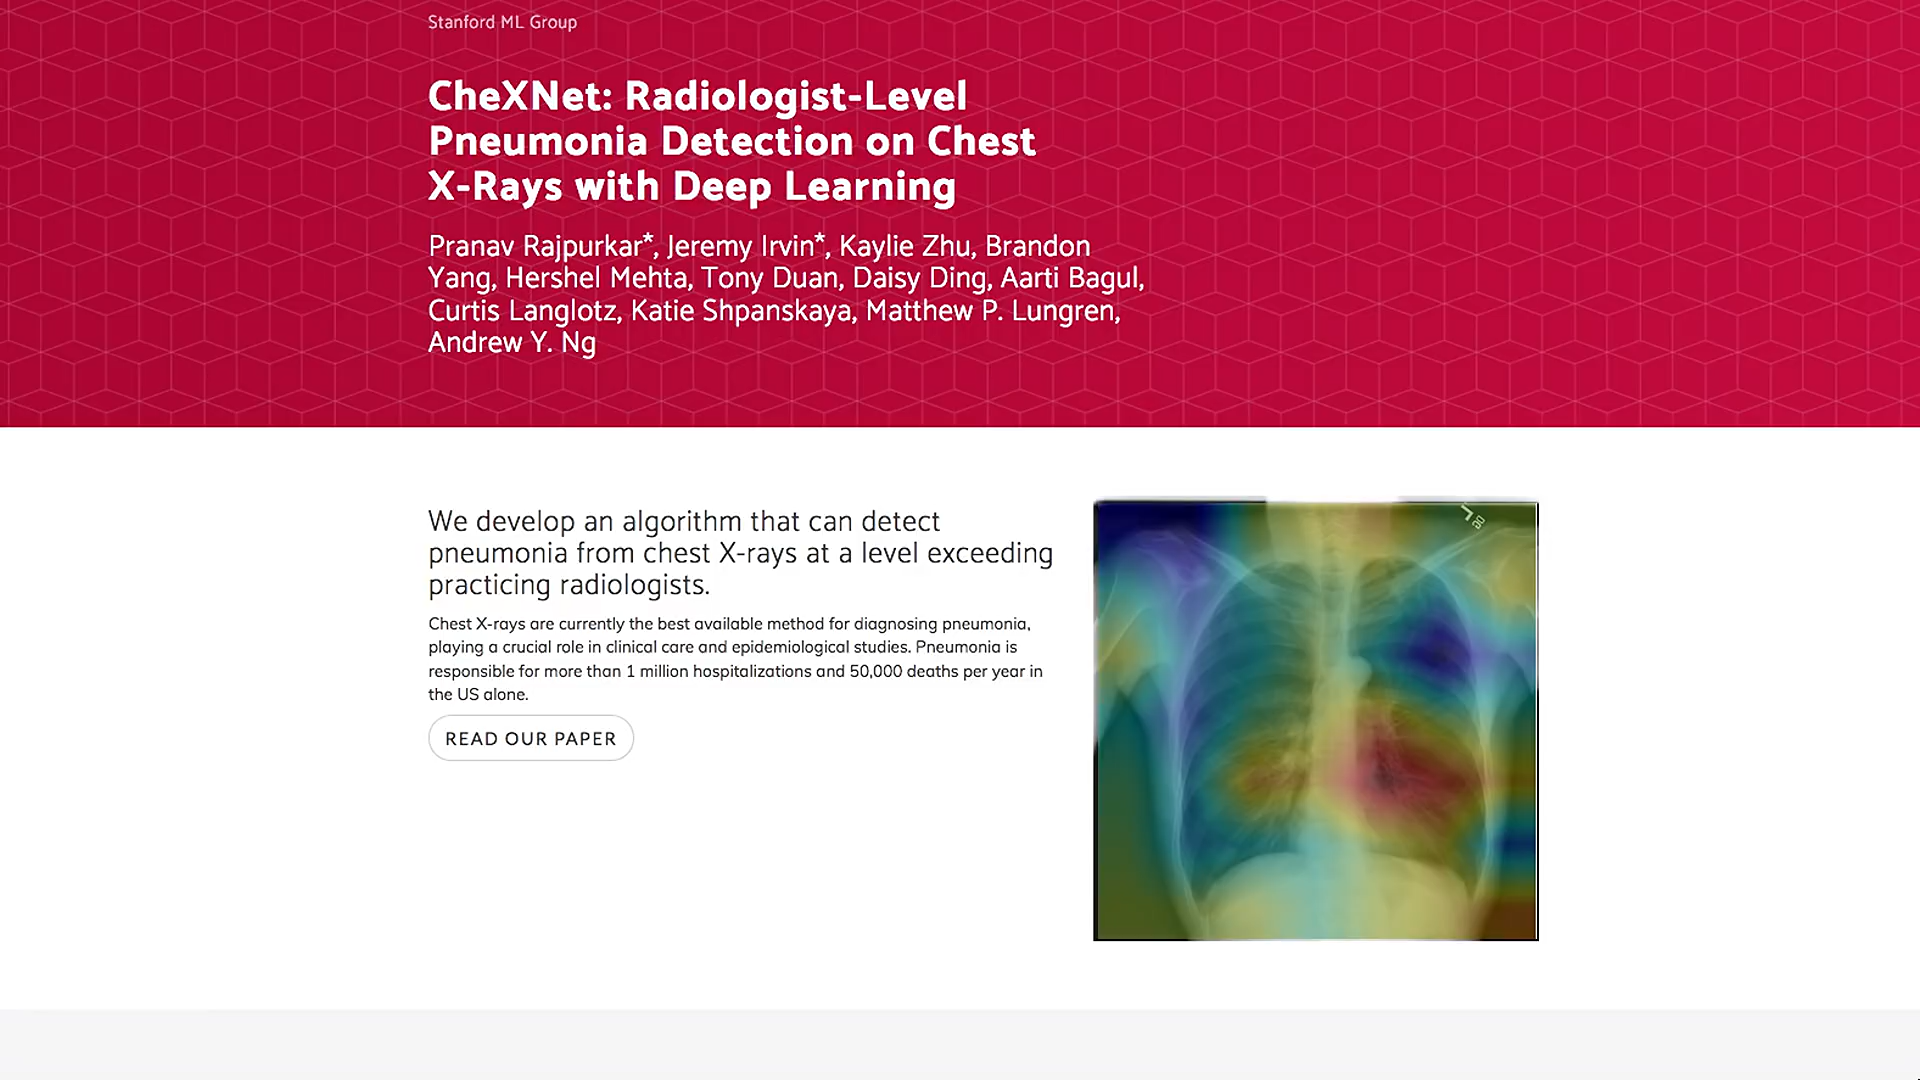 Stanford ML Group
CheXNet: Radiologist-Level
Pneumonia Detection on Chest
X-Rays with Deep Learning
Pranav Rajpurkar*, Jeremy Irvin*, Kaylie Zhu, Brandon
Yang, Hershel Mehta, Tony Duan, Daisy Ding, Aarti Bagul,
Curtis Langlotz, Katie Shpanskaya, Matthew P. Lungren,
Andrew Y. Ng
We develop an algorithm that can detect
pneumonia from chest X-rays at a level exceeding
practicing radiologists.
Chest X-rays are currently the best available method for diagnosing pneumonia,
playing a crucial role in clinical care and epidemiological studies. Pneumonia is
responsible for more than 1 million hospitalizations and 50,000 deaths per year in
the US alone.
READ OUR PAPER